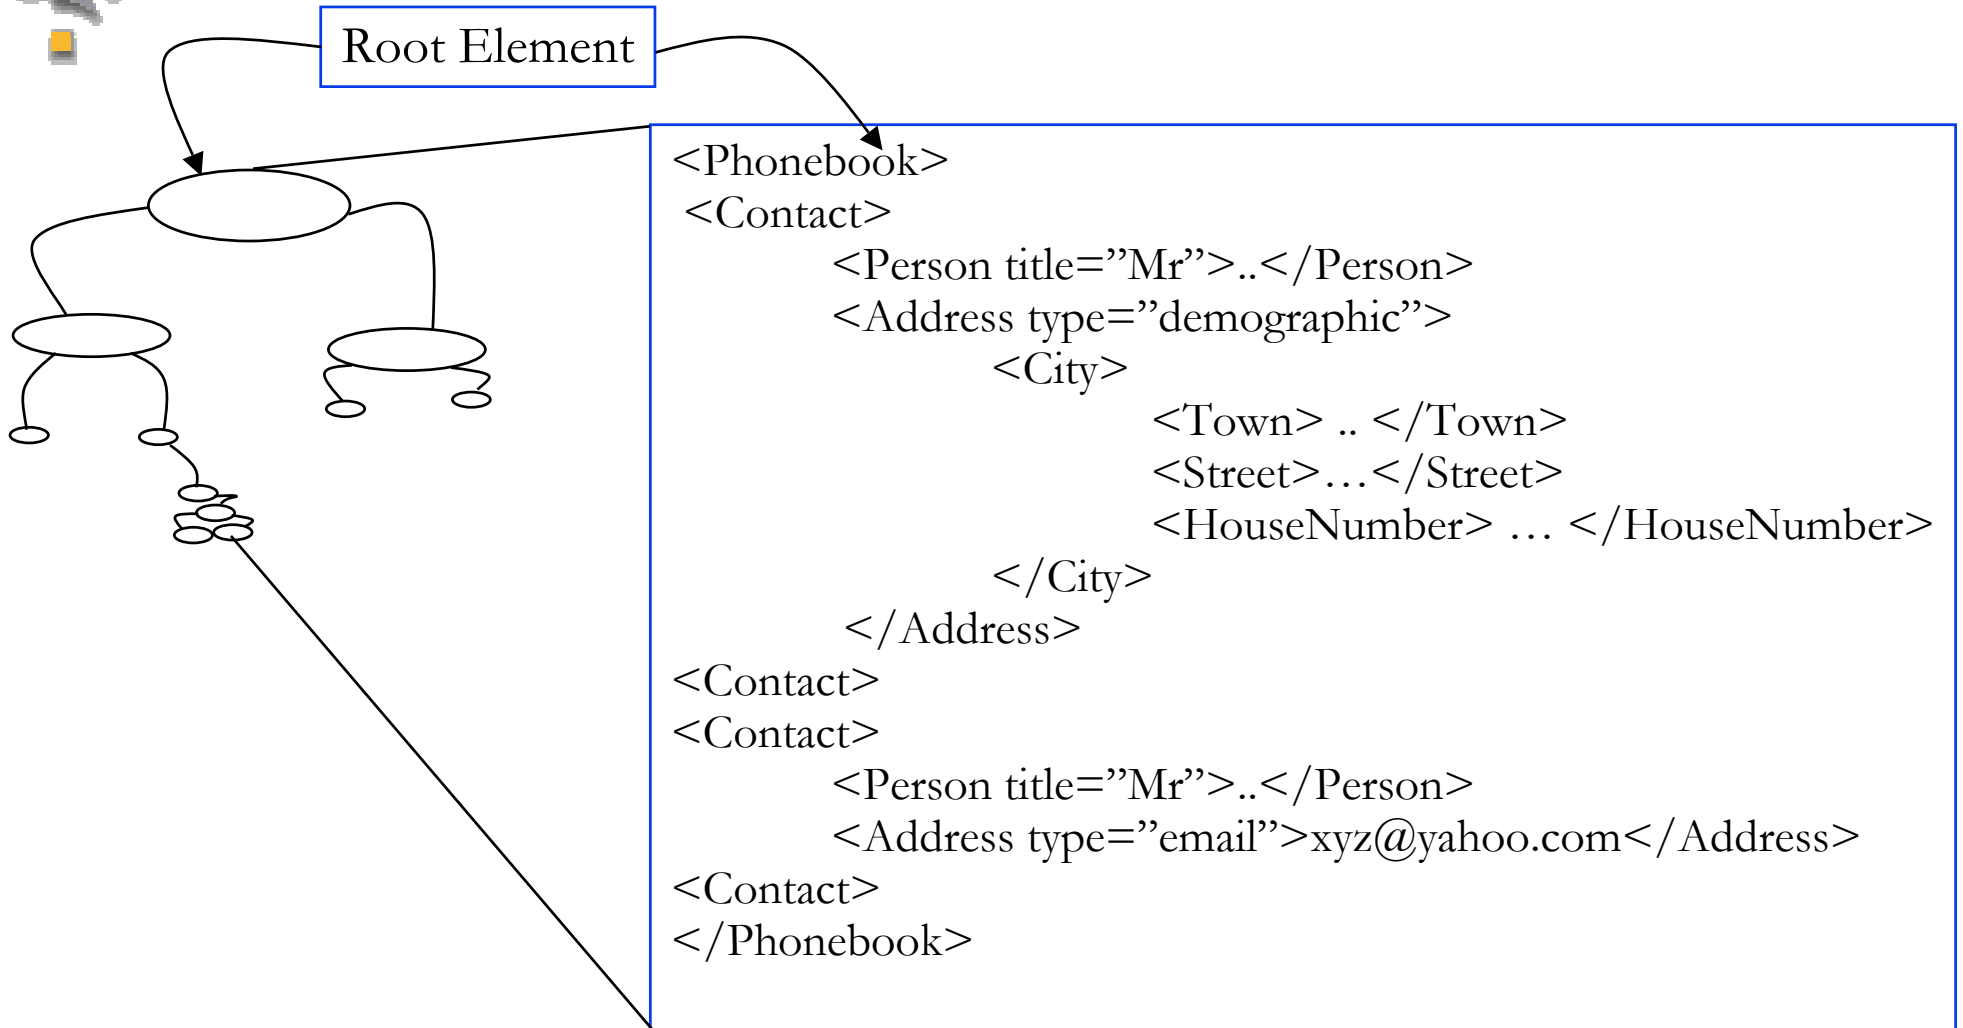 Root Element
<Phonebook>
<Contact>
<Person title=”Mr”>..</Person>
<Address type=”demographic”>
<City>
<Town> .. </Town>
<Street>…</Street>
<HouseNumber> … </HouseNumber>
</City>
</Address>
<Contact>
<Contact>
<Person title=”Mr”>..</Person>
<Address type=”email”>xyz@yahoo.com</Address>
<Contact>
</Phonebook>